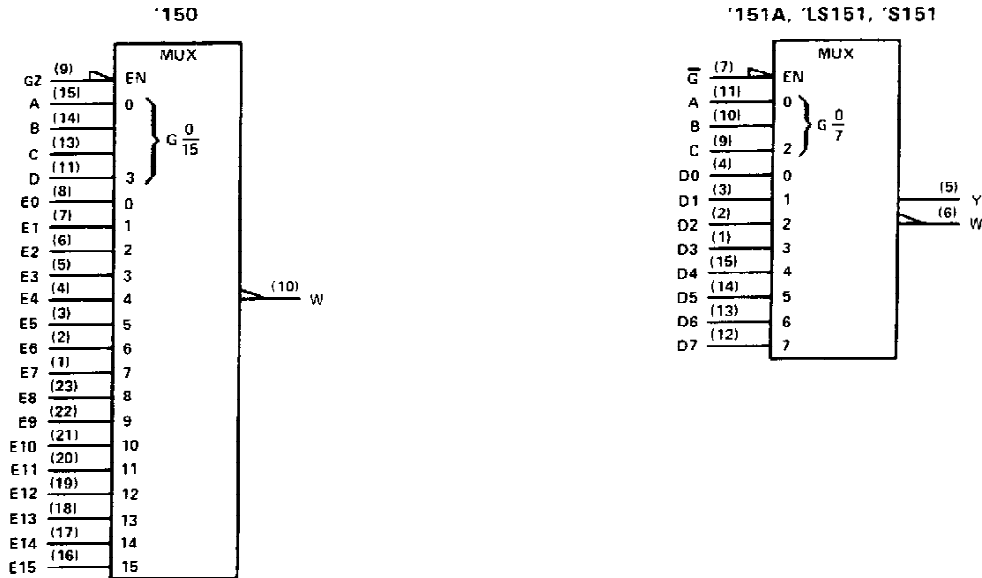 '150
MUX
G2 (9) EN
A (15) 0
B (14)
C (13)
D (11) 3
G 0/15
E0 (8) 0
E1 (7) 1
E2 (6) 2
E3 (5) 3
E4 (4) 4
E5 (3) 5
E6 (2) 6
E7 (1) 7
E8 (23) 8
E9 (22) 9
E10 (21) 10
E11 (20) 11
E12 (19) 12
E13 (18) 13
E14 (17) 14
E15 (16) 15
(10) W
'151A, 'LS151, 'S151
MUX
G̅ (7) EN
A (11) 0
B (10)
C (9) 2
G 0/7
D0 (4) 0
D1 (3) 1
D2 (2) 2
D3 (1) 3
D4 (15) 4
D5 (14) 5
D6 (13) 6
D7 (12) 7
(5) Y
(6) W